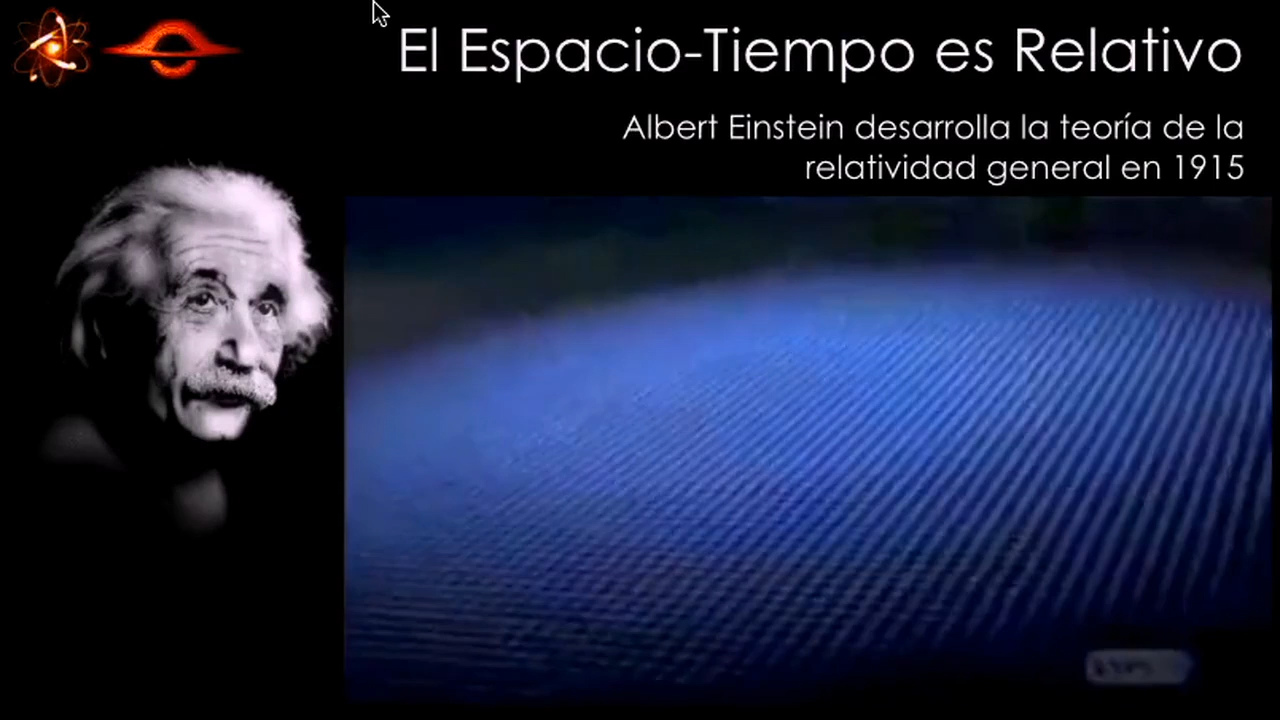 El Espacio-Tiempo es Relativo
Albert Einstein desarrolla la teoría de la
relatividad general en 1915